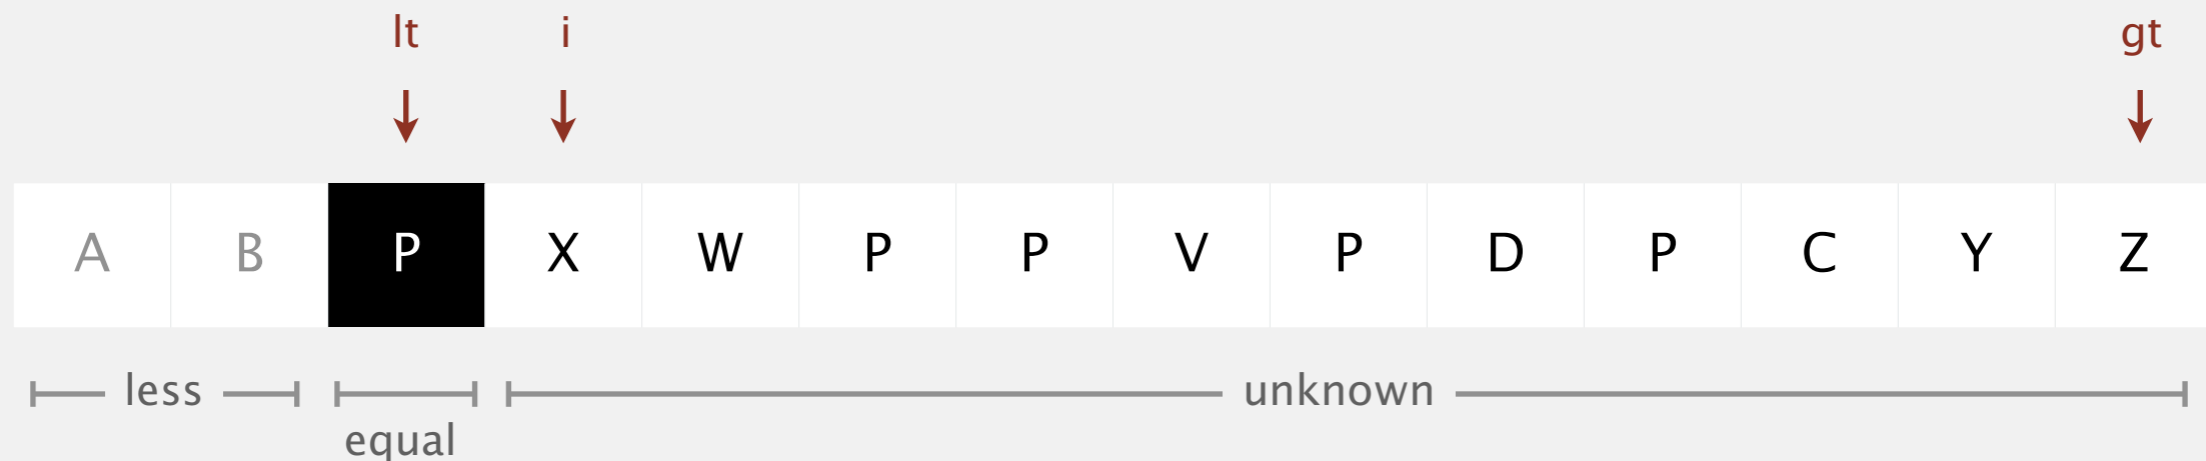 lt i gt
A B P X W P P V P D P C Y Z
less unknown
equal